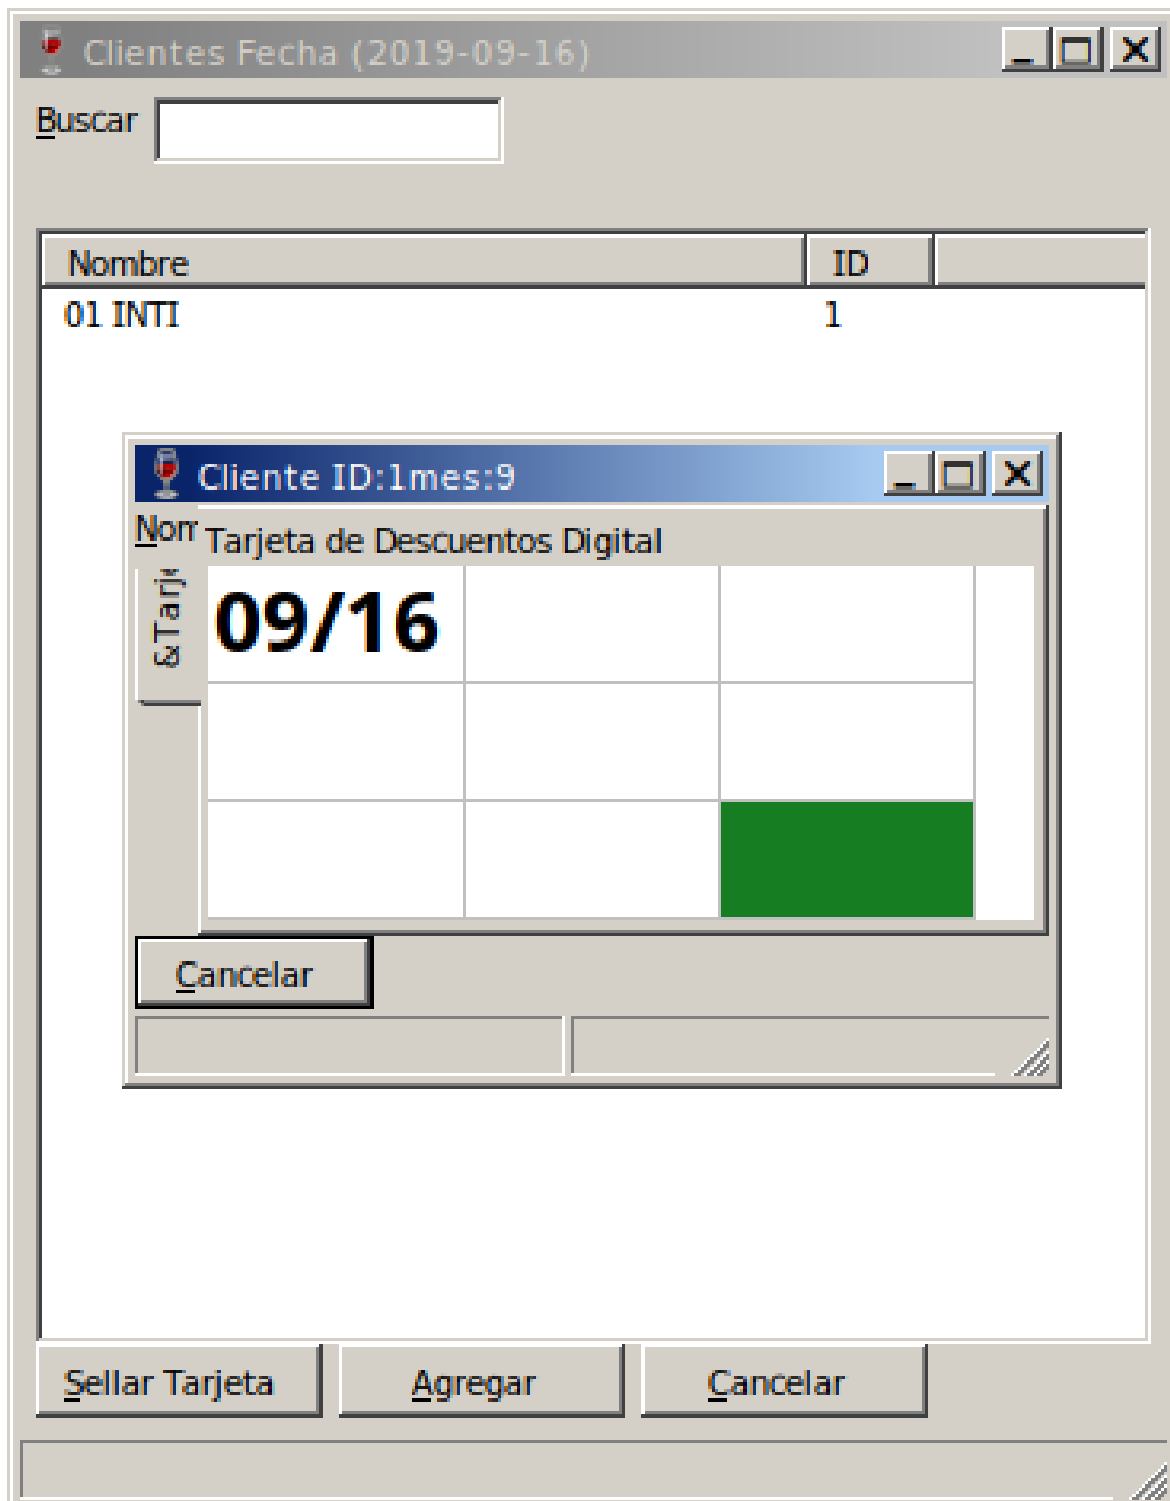 Clientes Fecha (2019-09-16)
Buscar
Nombre ID
01 INTI 1
Cliente ID:1mes:9
Tarjeta de Descuentos Digital
09/16
Cancelar
Sellar Tarjeta Agregar Cancelar